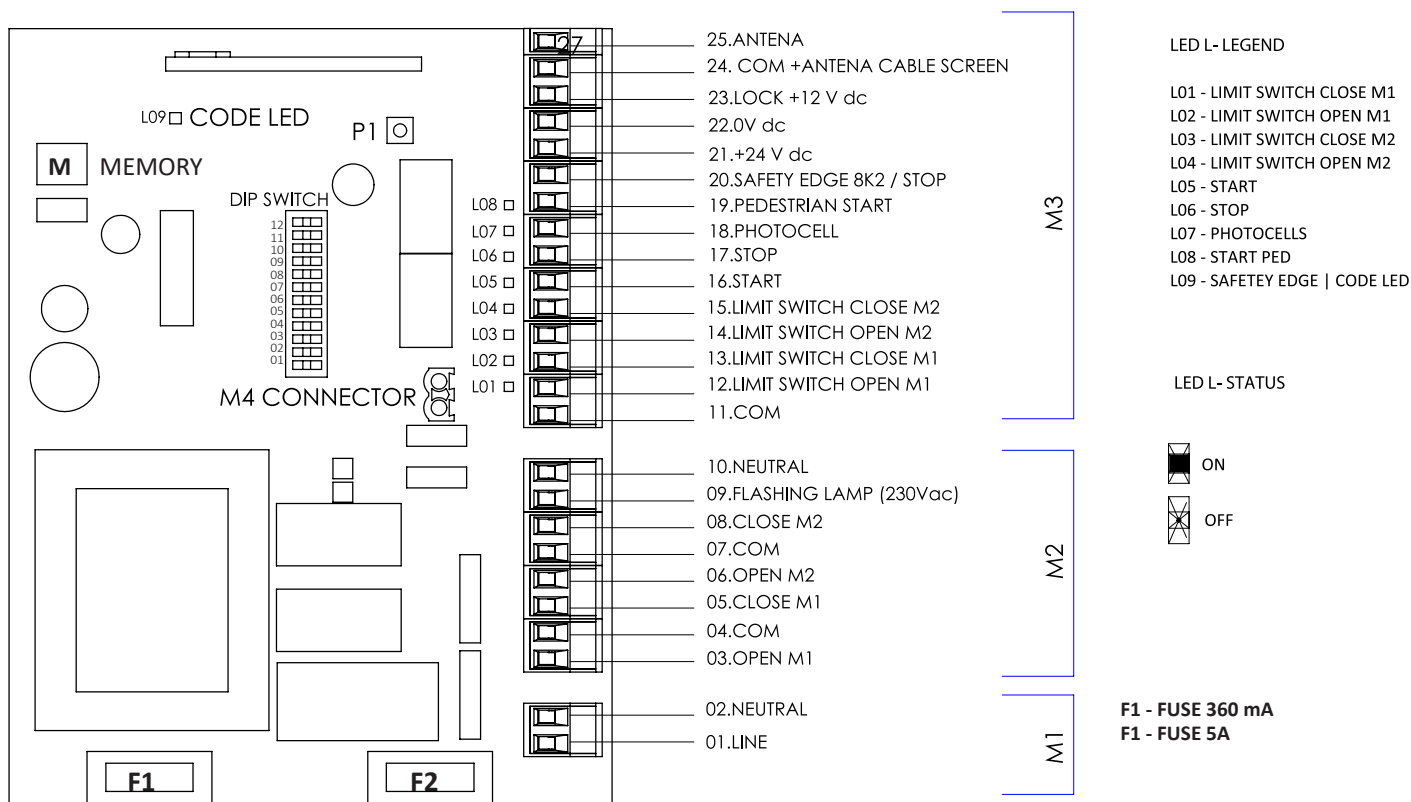 L09 CODE LED
P1
M MEMORY
DIP SWITCH
12
11
10
09
08
07
06
05
04
03
02
01
L08
L07
L06
L05
L04
L03
L02
L01
M4 CONNECTOR
F1
F2
27
25.ANTENA
24. COM +ANTENA CABLE SCREEN
23.LOCK +12 V dc
22.0V dc
21.+24 V dc
20.SAFETY EDGE 8K2 / STOP
19.PEDESTRIAN START
18.PHOTOCELL
17.STOP
16.START
15.LIMIT SWITCH CLOSE M2
14.LIMIT SWITCH OPEN M2
13.LIMIT SWITCH CLOSE M1
12.LIMIT SWITCH OPEN M1
11.COM
10.NEUTRAL
09.FLASHING LAMP (230Vac)
08.CLOSE M2
07.COM
06.OPEN M2
05.CLOSE M1
04.COM
03.OPEN M1
02.NEUTRAL
01.LINE
M3
M2
M1
LED L- LEGEND
L01 - LIMIT SWITCH CLOSE M1
L02 - LIMIT SWITCH OPEN M1
L03 - LIMIT SWITCH CLOSE M2
L04 - LIMIT SWITCH OPEN M2
L05 - START
L06 - STOP
L07 - PHOTOCELLS
L08 - START PED
L09 - SAFETEY EDGE | CODE LED
LED L- STATUS
ON
OFF
F1 - FUSE 360 mA
F1 - FUSE 5A